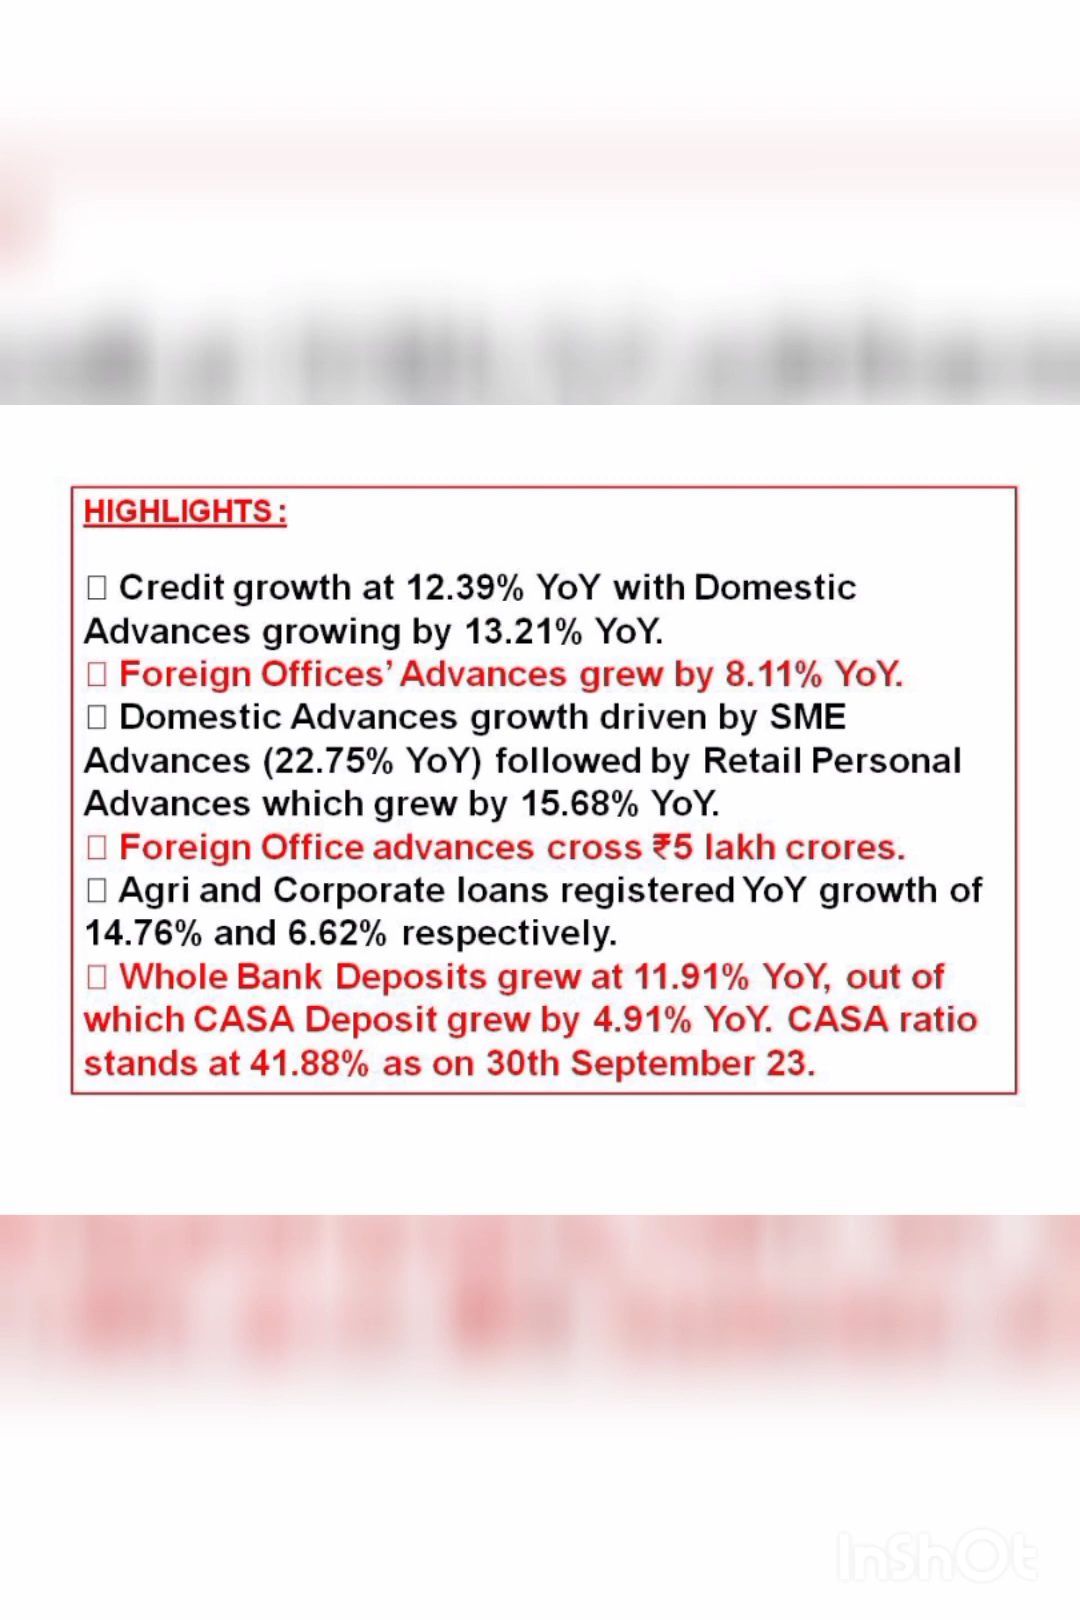 HIGHLIGHTS :
☐ Credit growth at 12.39% YoY with Domestic
Advances growing by 13.21% YoY.
☐ Foreign Offices’ Advances grew by 8.11% YoY.
☐ Domestic Advances growth driven by SME
Advances (22.75% YoY) followed by Retail Personal
Advances which grew by 15.68% YoY.
☐ Foreign Office advances cross ₹5 lakh crores.
☐ Agri and Corporate loans registered YoY growth of
14.76% and 6.62% respectively.
☐ Whole Bank Deposits grew at 11.91% YoY, out of
which CASA Deposit grew by 4.91% YoY. CASA ratio
stands at 41.88% as on 30th September 23.
InShOt